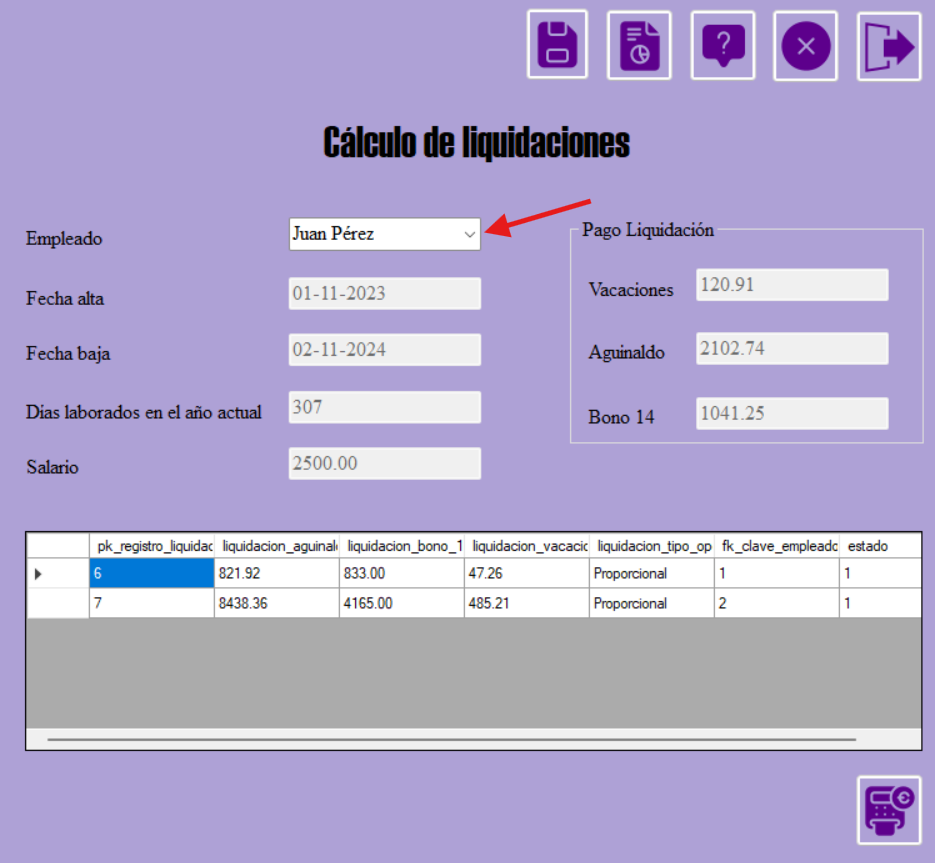 Cálculo de liquidaciones
Empleado
Juan Pérez
Fecha alta
01-11-2023
Fecha baja
02-11-2024
Dias laborados en el año actual
307
Salario
2500.00
Pago Liquidación
Vacaciones
120.91
Aguinaldo
2102.74
Bono 14
1041.25
pk_registro_liquidac liquidacion_aguinal liquidacion_bono_1 liquidacion_vacacic liquidacion_tipo_op fk_clave_empleado estado
6 821.92 833.00 47.26 Proporcional 1 1
7 8438.36 4165.00 485.21 Proporcional 2 1